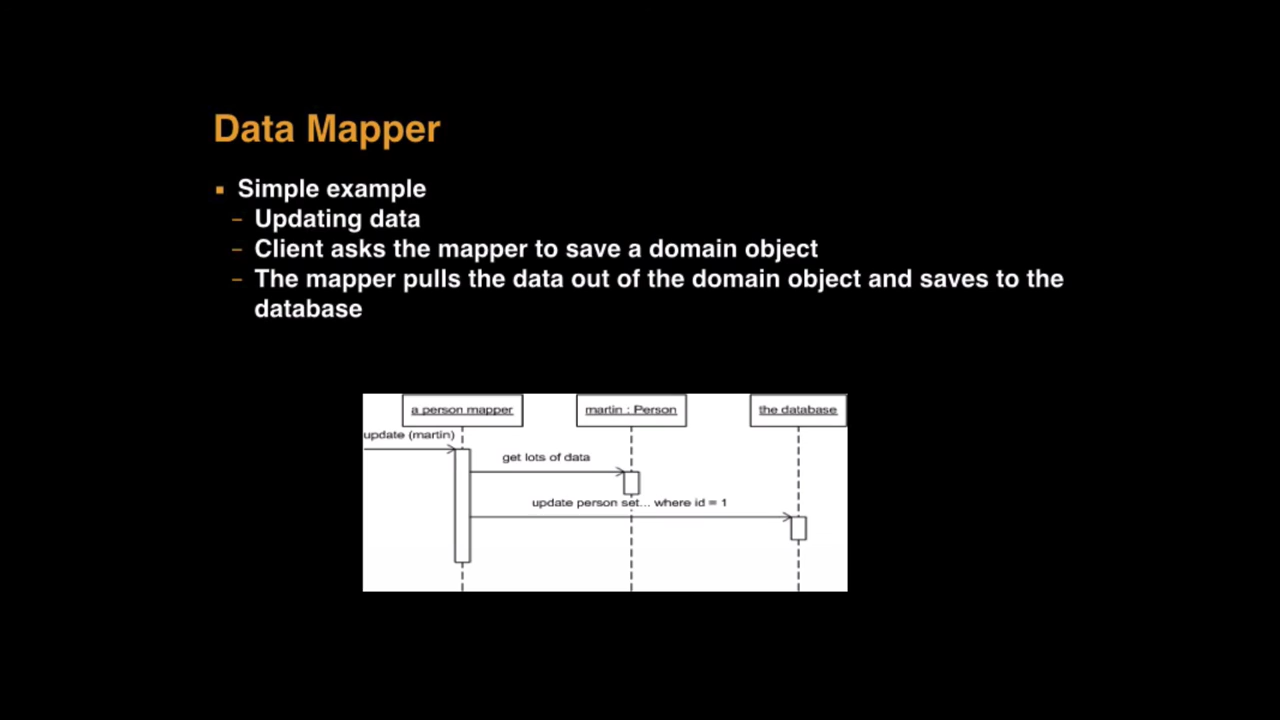 Data Mapper
▪ Simple example
– Updating data
– Client asks the mapper to save a domain object
– The mapper pulls the data out of the domain object and saves to the
database
a person mapper
martin : Person
the database
update (martin)
get lots of data
update person set... where id = 1